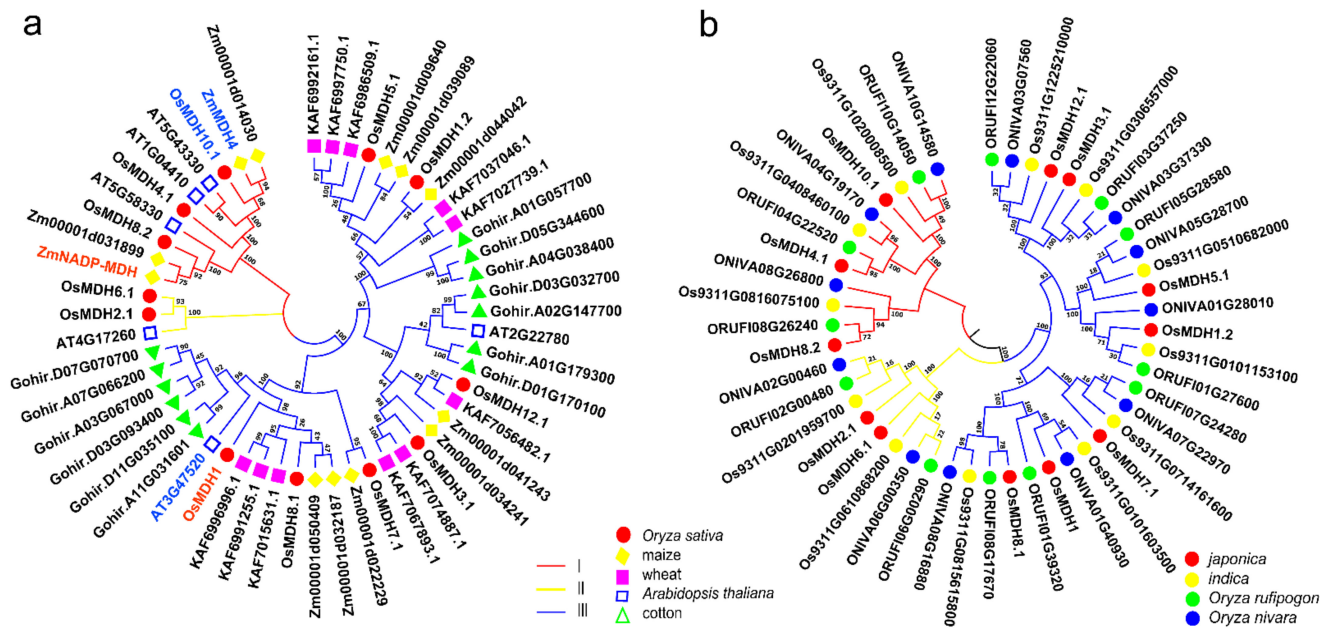 a
Zm00001d014030
ZmMDH4
OsMDH10.1
AT5G43330
AT1G04410
OsMDH4.1
AT5G58330
OsMDH8.2
Zm00001d031899
ZmNADP-MDH
OsMDH6.1
OsMDH2.1
AT4G17260
Gohir.D07G070700
Gohir.A07G066200
Gohir.A03G067000
Gohir.D03G093400
Gohir.D11G035100
Gohir.A11G031601
AT3G47520
OsMDH1
KAF6996996.1
KAF6991255.1
KAF7015631.1
OsMDH8.1
Zm00001d050409
Zm00001d032187
Zm00001d022229
OsMDH7.1
KAF7067893.1
KAF7074887.1
OsMDH3.1
Zm00001d034241
Zm00001d041243
KAF7056482.1
OsMDH12.1
Gohir.D01G170100
Gohir.A01G179300
AT2G22780
Gohir.A02G147700
Gohir.D03G032700
Gohir.A04G038400
Gohir.D05G344600
Gohir.A01G057700
KAF7027739.1
KAF7037046.1
Zm00001d044042
OsMDH1.2
Zm00001d039089
Zm00001d009640
OsMDH5.1
KAF6986509.1
KAF6997750.1
KAF6992161.1
I
II
III
Oryza sativa
maize
wheat
Arabidopsis thaliana
cotton
b
ONIVA10G14580
ORUFI10G14050
Os9311G1020008500
OsMDH10.1
ONIVA04G19170
Os9311G0408460100
ORUFI04G22520
OsMDH4.1
ONIVA08G26800
Os9311G0816075100
ORUFI08G26240
OsMDH8.2
ONIVA02G00460
ORUFI02G00480
Os9311G0201959700
OsMDH2.1
OsMDH6.1
Os9311G0610868200
ONIVA06G00350
ORUFI06G00290
ONIVA08G16980
Os9311G0815615800
ORUFI08G17670
OsMDH8.1
ORUFI01G39320
OsMDH1
ONIVA01G40930
Os9311G0101603500
OsMDH7.1
Os9311G0714161600
ONIVA07G22970
ORUFI07G24280
ORUFI01G27600
Os9311G0101153100
OsMDH1.2
ONIVA01G28010
OsMDH5.1
Os9311G0510682000
ONIVA05G28700
ORUFI05G28580
ONIVA03G37330
ORUFI03G37250
Os9311G0306557000
OsMDH3.1
OsMDH12.1
Os9311G1225210000
ONIVA03G07560
ORUFI12G22060
japonica
indica
Oryza rufipogon
Oryza nivara